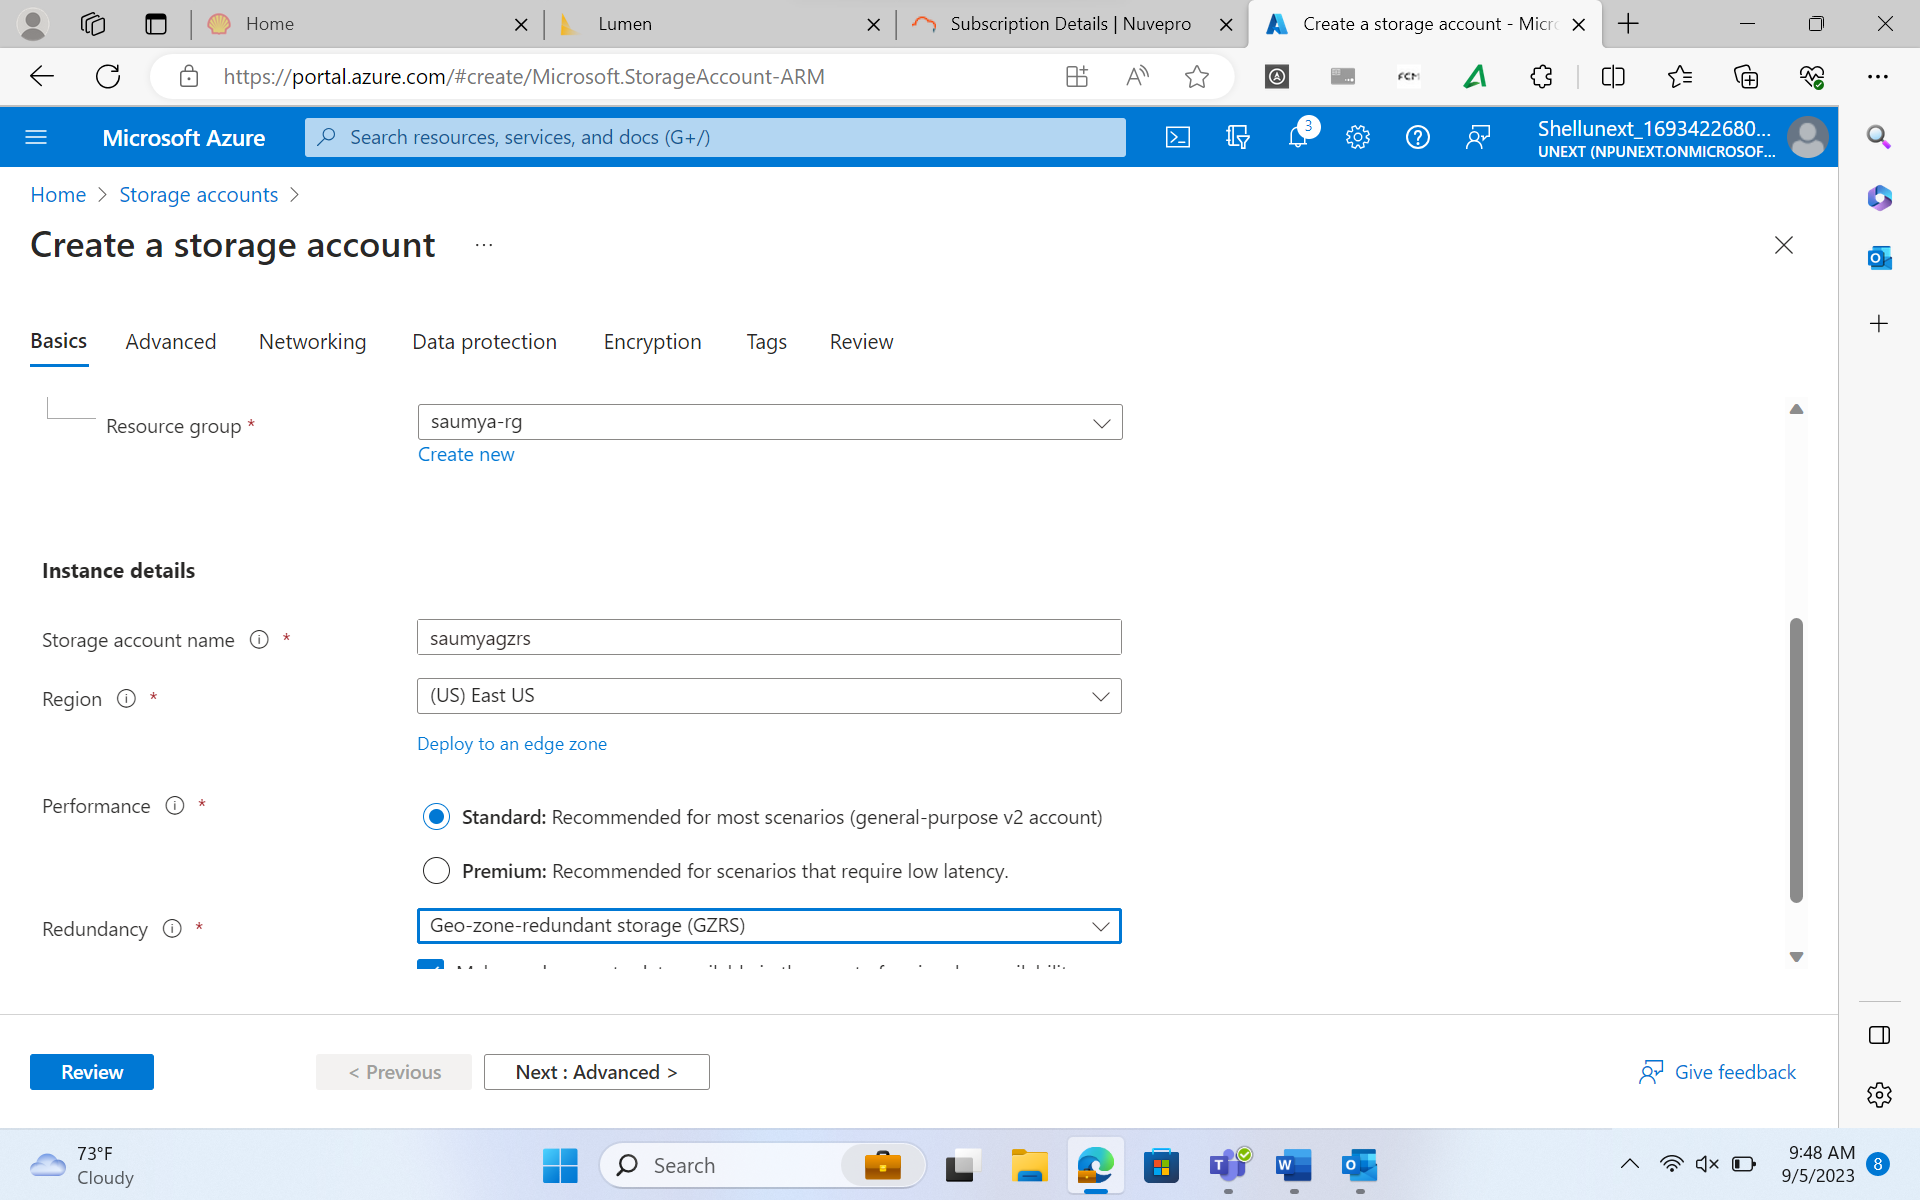 Home
Lumen
Subscription Details | Nuvepro
Create a storage account - Micr
https://portal.azure.com/#create/Microsoft.StorageAccount-ARM
FCM
Microsoft Azure
Search resources, services, and docs (G+/)
3
Shellunext_1693422680...
UNEXT (NPUNEXT.ONMICROSOF...
Home > Storage accounts >
Create a storage account ...
Basics
Advanced
Networking
Data protection
Encryption
Tags
Review
Resource group *
saumya-rg
Create new
Instance details
Storage account name *
saumyagzrs
Region *
(US) East US
Deploy to an edge zone
Performance *
Standard: Recommended for most scenarios (general-purpose v2 account)
Premium: Recommended for scenarios that require low latency.
Redundancy *
Geo-zone-redundant storage (GZRS)
Review
< Previous
Next : Advanced >
Give feedback
73°F
Cloudy
Search
9:48 AM
9/5/2023
8